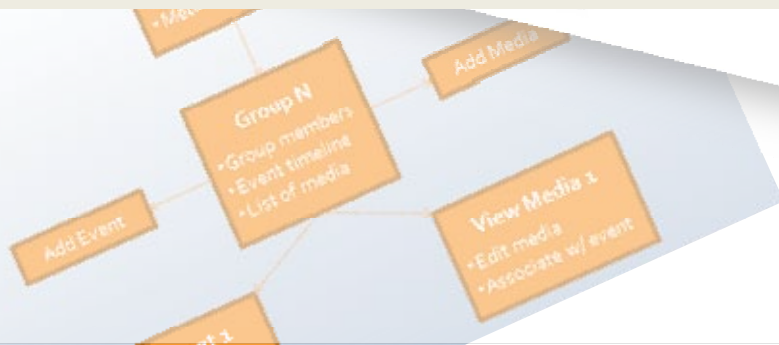 Add Media
Group N
•Group members
•Event timeline
•List of media
Add Event
View Media 1
•Edit media
•Associate w/ event